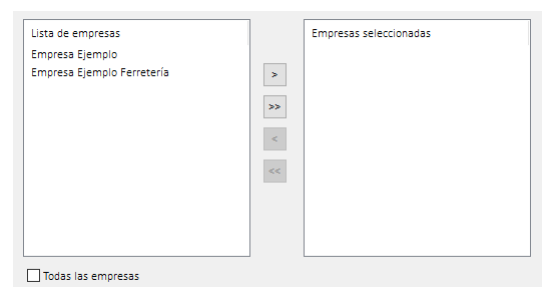 Lista de empresas
Empresa Ejemplo
Empresa Ejemplo Ferretería
>
>>
<
<<
Empresas seleccionadas
Todas las empresas